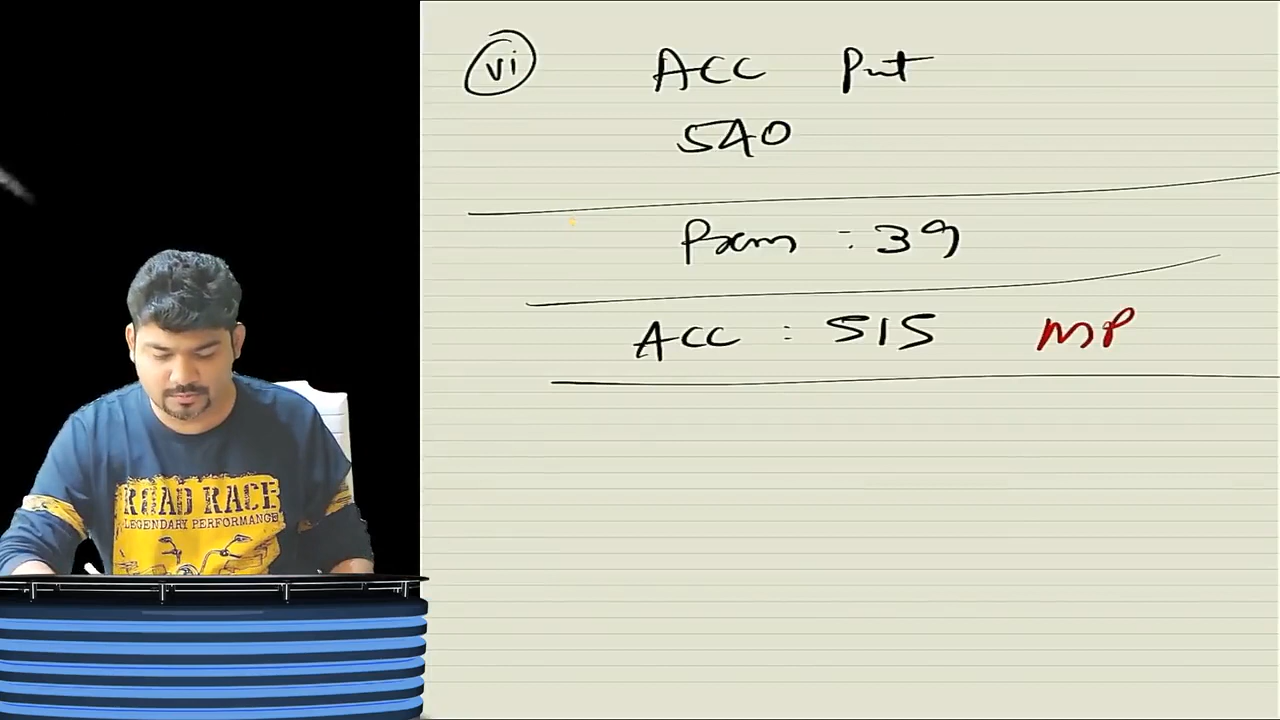 vi ACC Put
540
Prem : 39
ACC : 515 MP
ROAD RACE
LEGENDARY PERFORMANCE